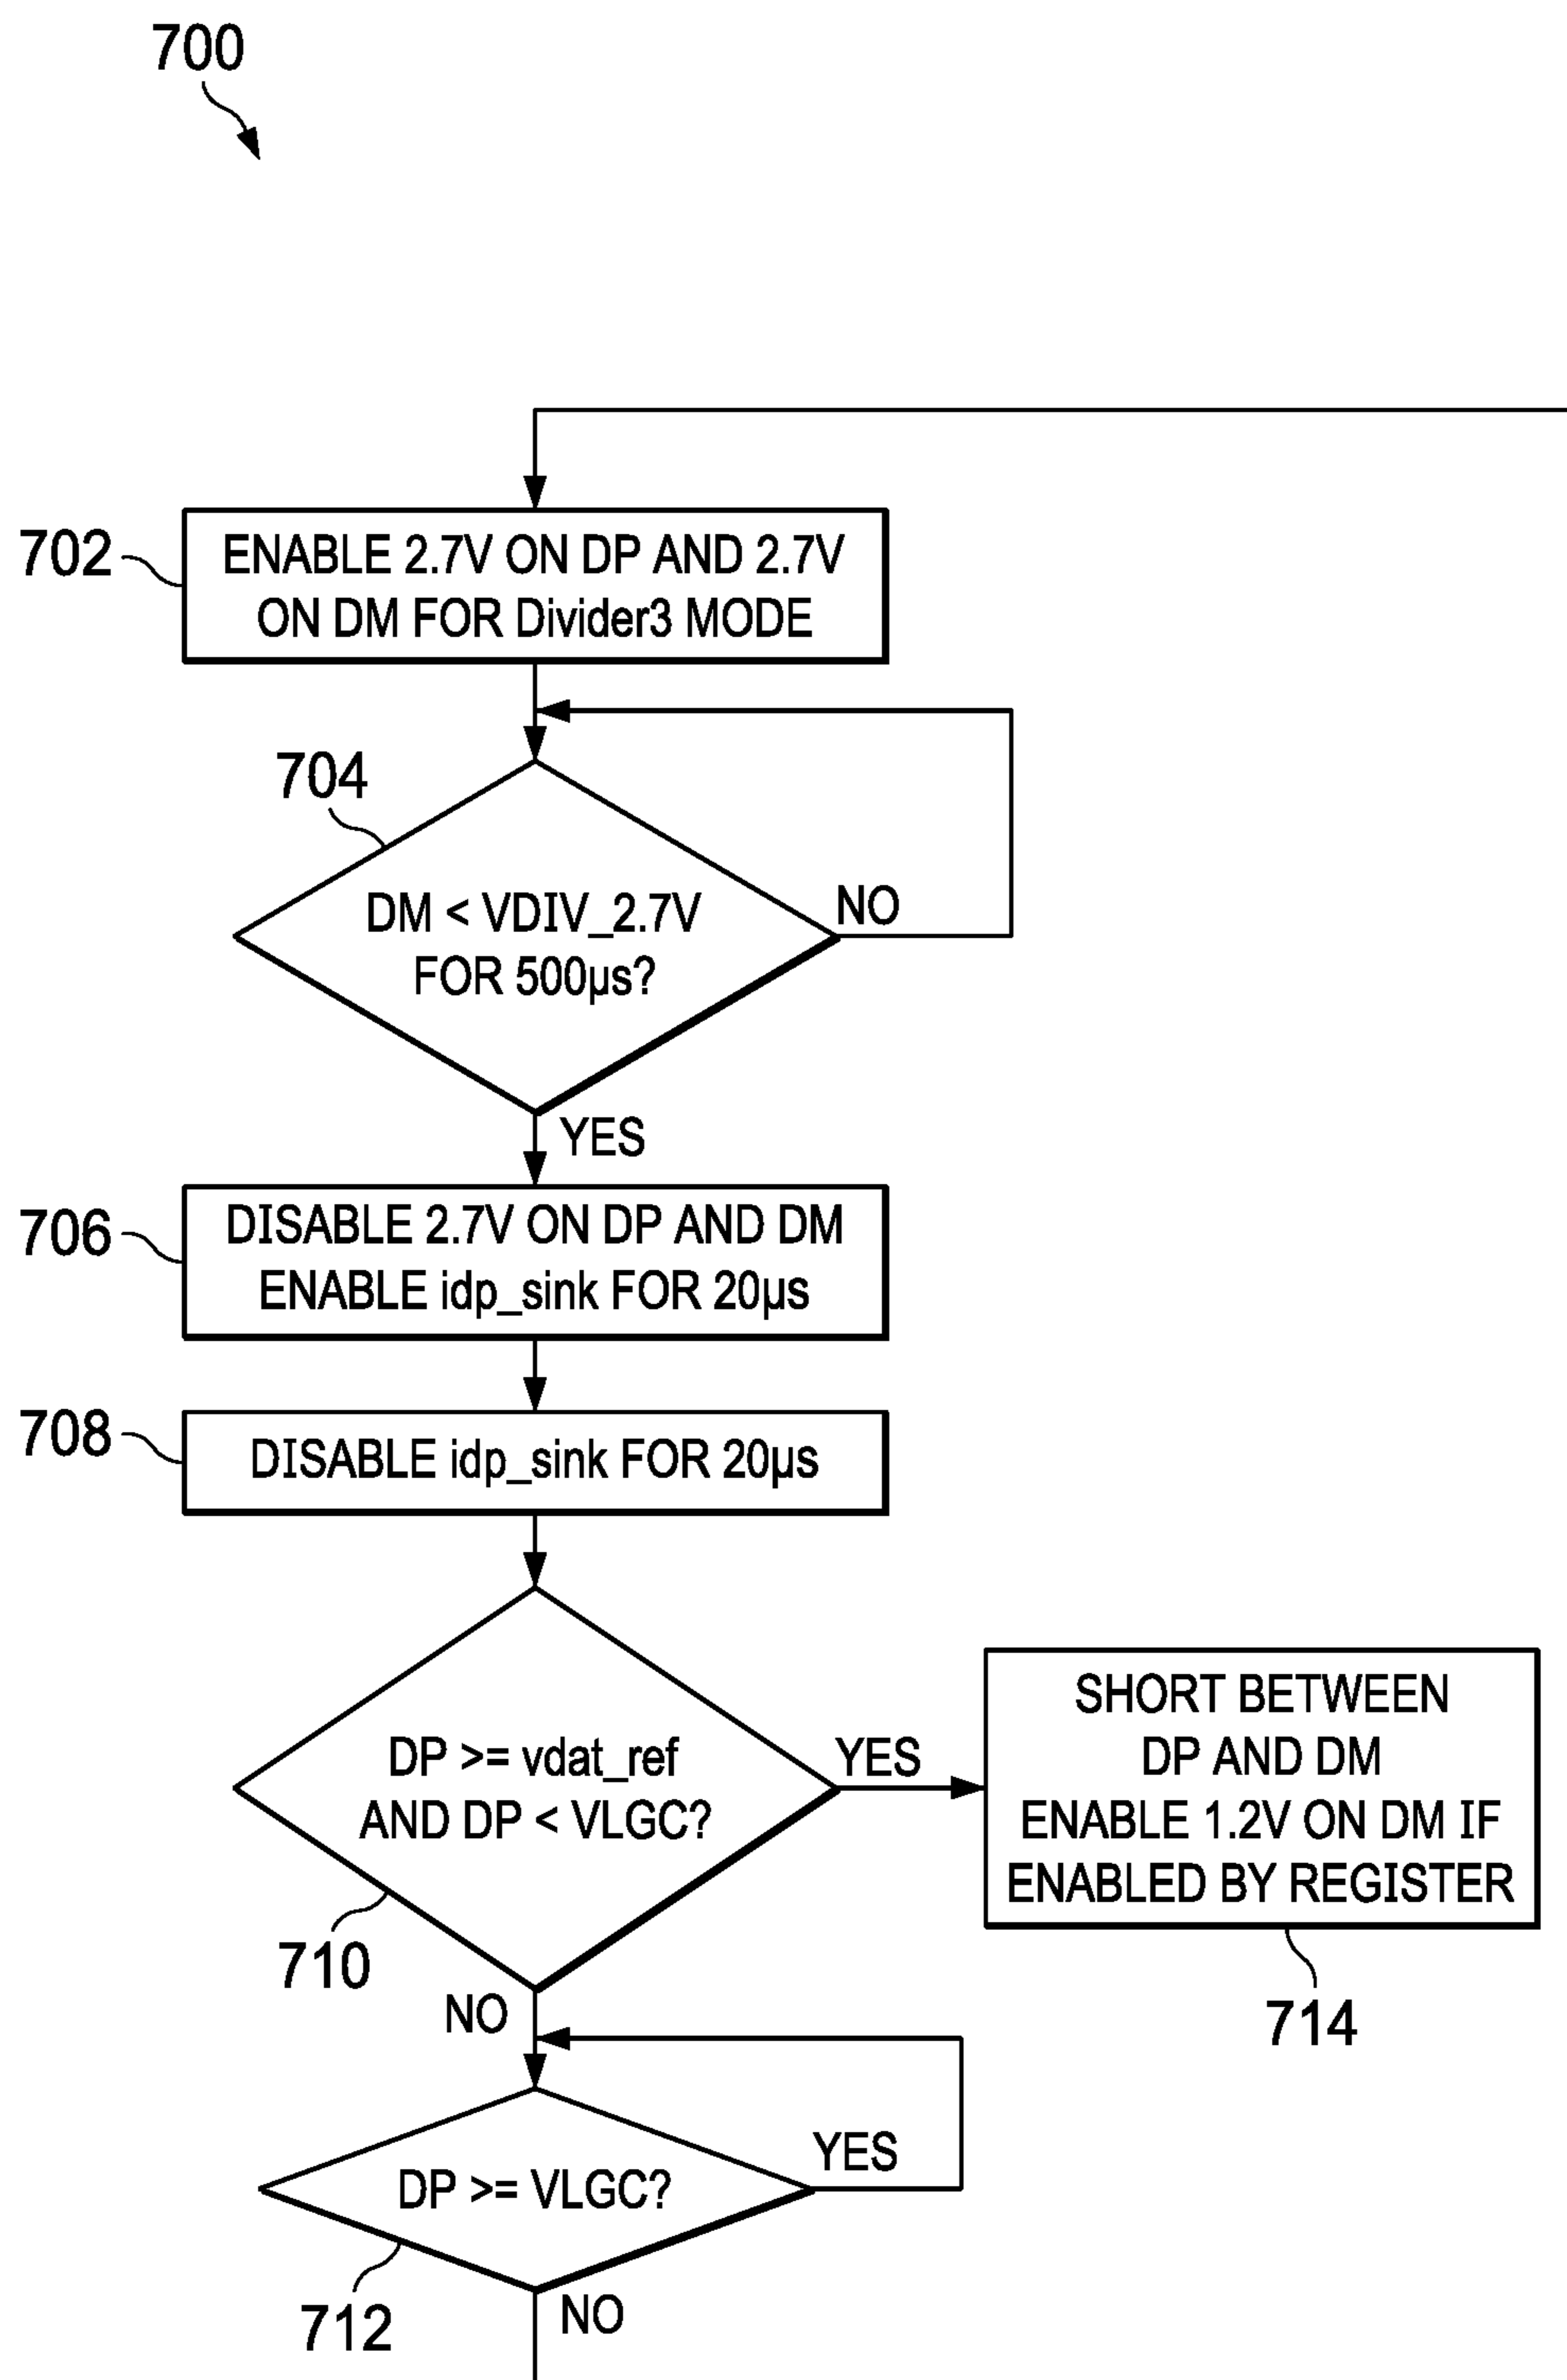 700
702
ENABLE 2.7V ON DP AND 2.7V
ON DM FOR Divider3 MODE
704
DM < VDIV_2.7V
FOR 500µs?
NO
YES
706
DISABLE 2.7V ON DP AND DM
ENABLE idp_sink FOR 20µs
708
DISABLE idp_sink FOR 20µs
DP >= vdat_ref
AND DP < VLGC?
YES
710
NO
SHORT BETWEEN
DP AND DM
ENABLE 1.2V ON DM IF
ENABLED BY REGISTER
714
DP >= VLGC?
YES
712
NO